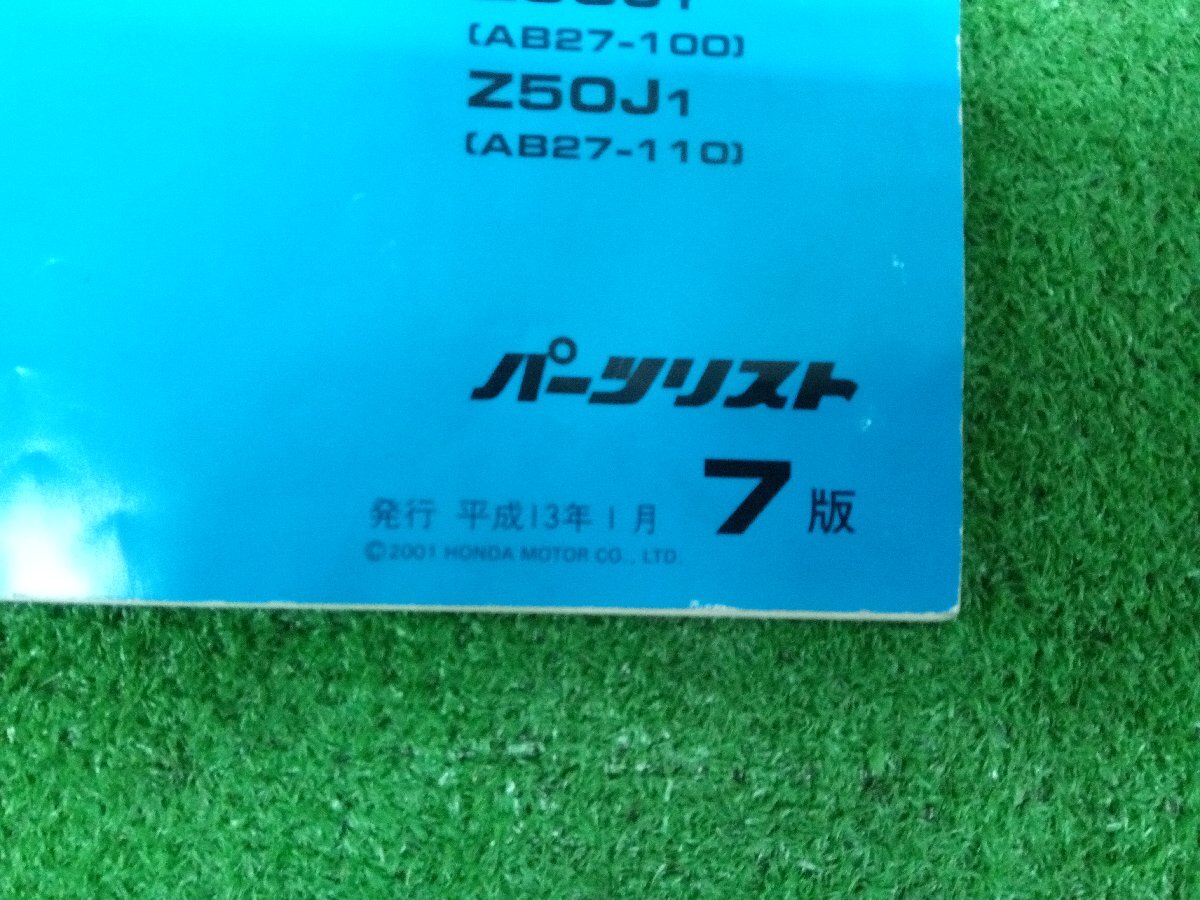 (AB27-100)
Z50J1
(AB27-110)
パーツリスト
発行 平成13年1月 7版
©2001 HONDA MOTOR CO., LTD.